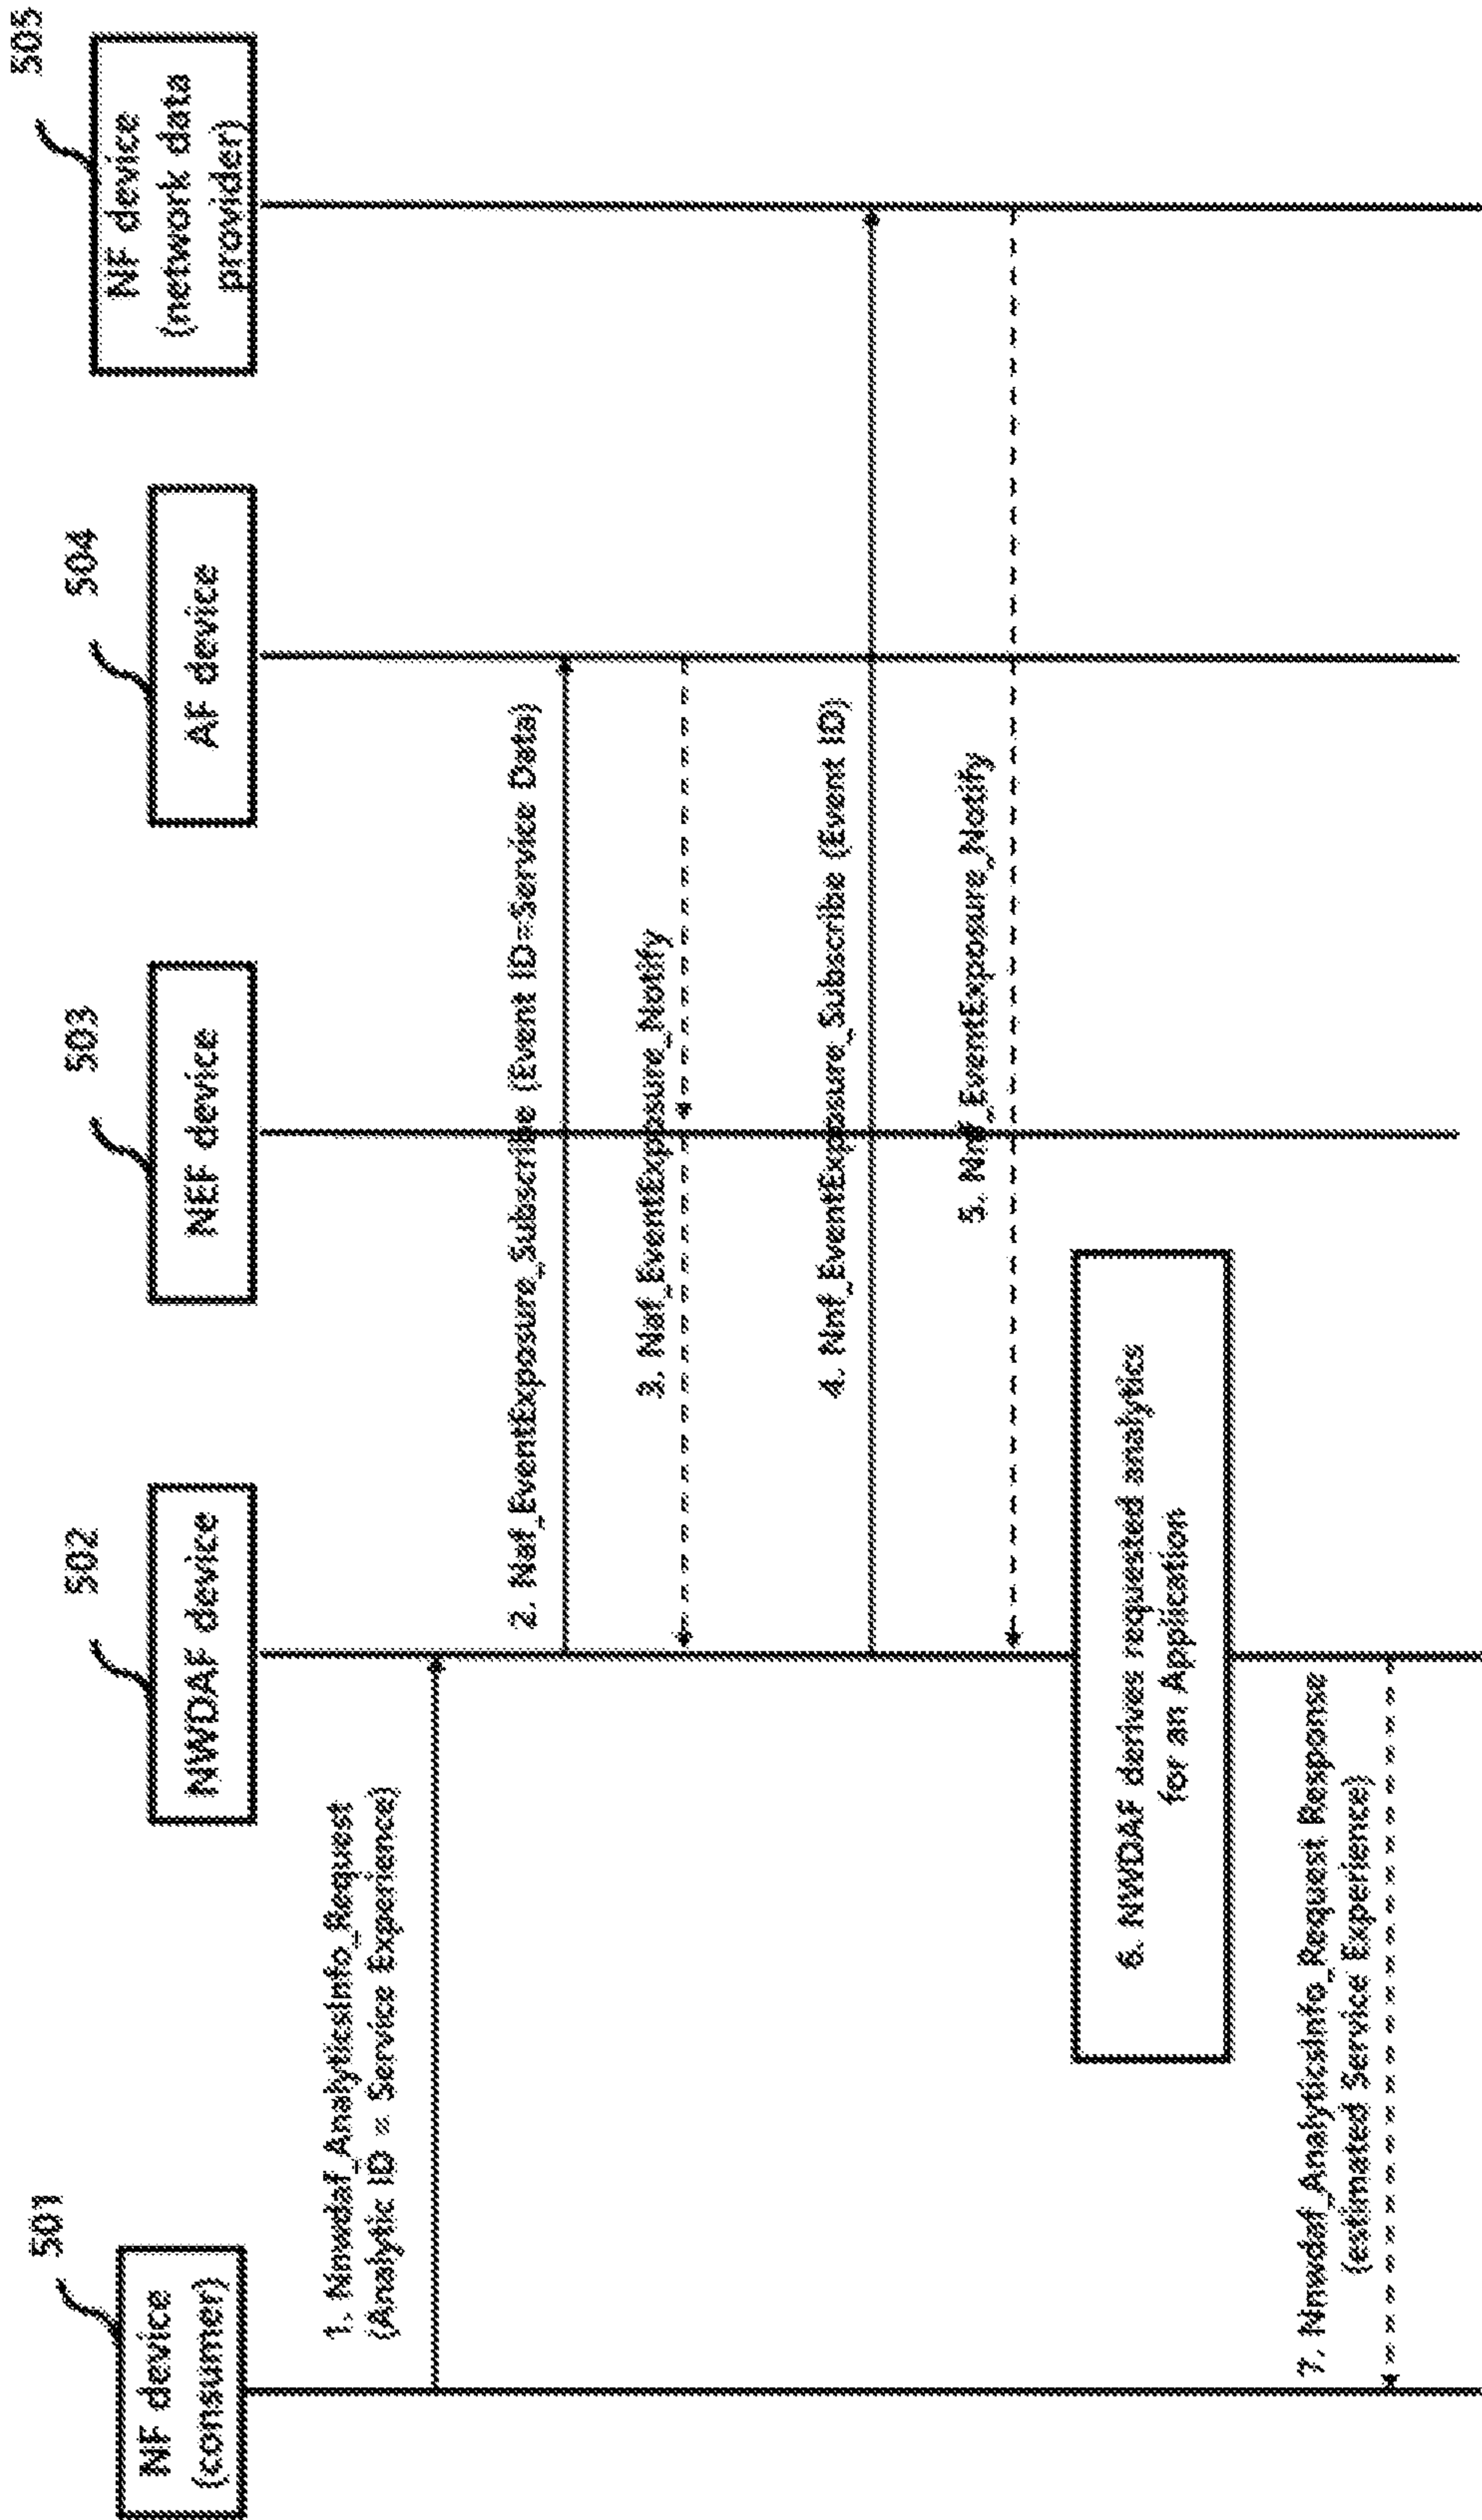 501
NF device
(consumer)
502
NWDAF device
503
NEF device
504
AF device
505
NF device
(network data
provider)
1. Nnwdaf_AnalyticsInfo_Request
(Analytic ID = Service Experience)
2. Naf_EventExposure_Subscribe (Event ID=Service Data)
3. Naf_EventExposure_Notify
4. Nnf_EventExposure_Subscribe (Event ID)
5. Nnf_EventExposure_Notify
6. NWDAF derives requested analytics
for an Application
7. Nnwdaf_AnalyticsInfo_Request Response
(estimated Service Experience)